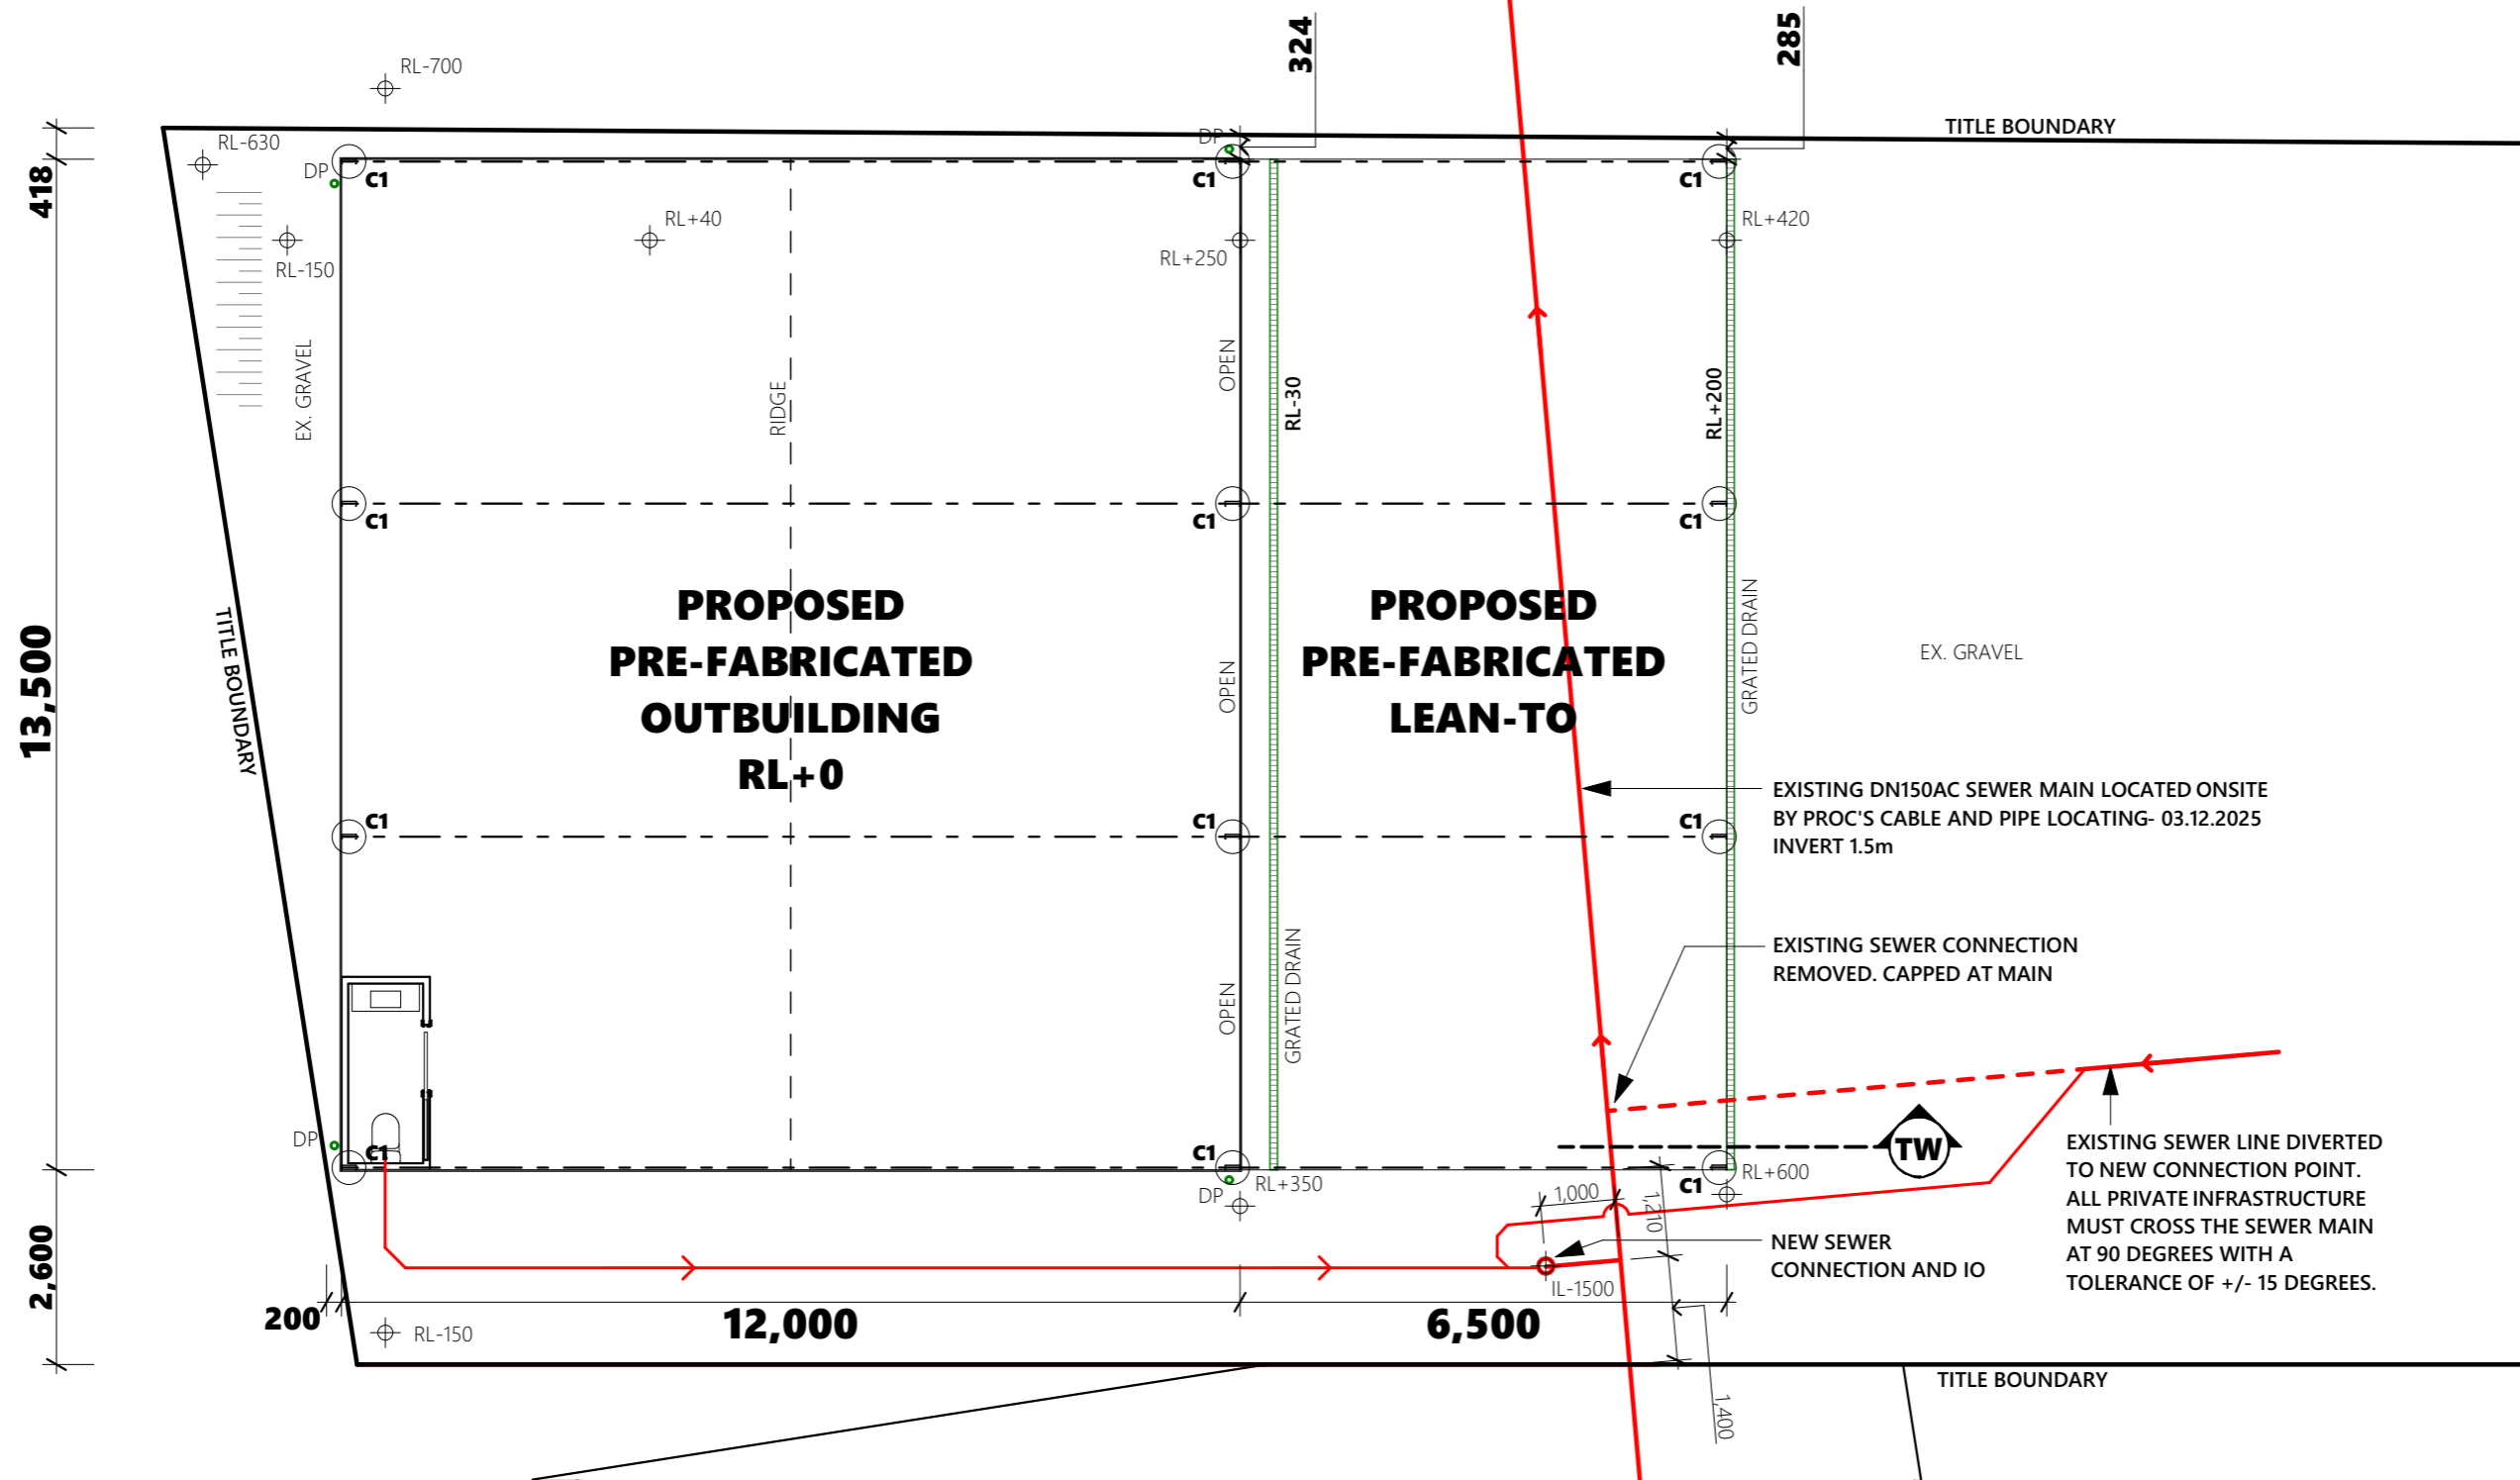 324
285
RL-700
TITLE BOUNDARY
RL-630
DP
DP
418
C1
C1
C1
RL-150
RL+40
RL+250
RL+420
EX. GRAVEL
RIDGE
OPEN
RL-30
RL+200
C1
C1
C1
13,500
TITLE BOUNDARY
PROPOSED
PRE-FABRICATED
OUTBUILDING
RL+0
OPEN
PROPOSED
PRE-FABRICATED
LEAN-TO
GRATED DRAIN
EX. GRAVEL
C1
C1
C1
EXISTING DN150AC SEWER MAIN LOCATED ONSITE
BY PROC'S CABLE AND PIPE LOCATING- 03.12.2025
INVERT 1.5m
EXISTING SEWER CONNECTION
REMOVED. CAPPED AT MAIN
OPEN
GRATED DRAIN
DP
C1
C1
C1
DP
RL+350
RL+600
TW
EXISTING SEWER LINE DIVERTED
TO NEW CONNECTION POINT.
ALL PRIVATE INFRASTRUCTURE
MUST CROSS THE SEWER MAIN
AT 90 DEGREES WITH A
TOLERANCE OF +/- 15 DEGREES.
1,000
1,210
NEW SEWER
CONNECTION AND IO
IL-1500
2,600
200
12,000
6,500
RL-150
1,400
TITLE BOUNDARY